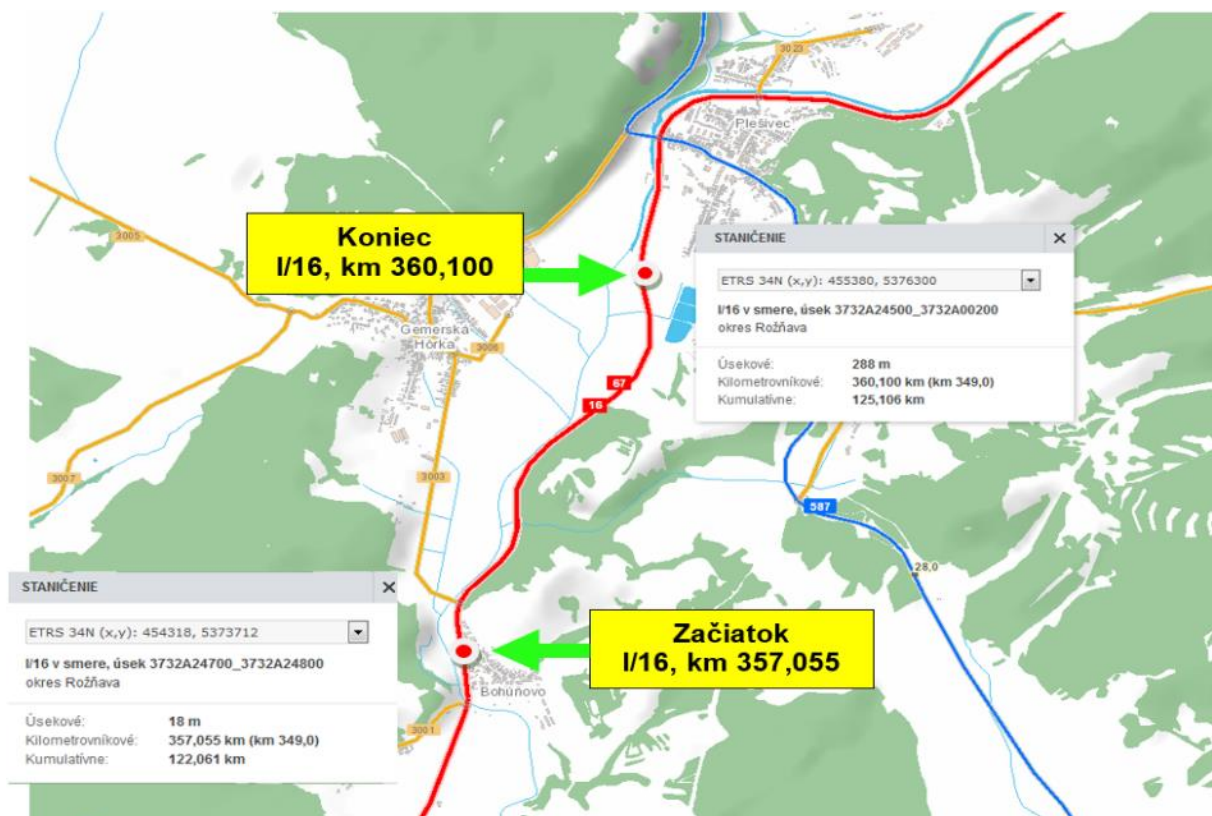 3023
Plešivec
3005
Koniec
I/16, km 360,100
STANIČENIE
ETRS 34N (x,y): 455380, 5376300
I/16 v smere, úsek 3732A24500_3732A00200
okres Rožňava
Úsekové: 288 m
Kilometrovníkové: 360,100 km (km 349,0)
Kumulatívne: 125,106 km
Gemerská
Hôrka
3006
67
16
3007
3003
587
28,0
STANIČENIE
ETRS 34N (x,y): 454318, 5373712
I/16 v smere, úsek 3732A24700_3732A24800
okres Rožňava
Úsekové: 18 m
Kilometrovníkové: 357,055 km (km 349,0)
Kumulatívne: 122,061 km
Začiatok
I/16, km 357,055
Bohúňovo
3001